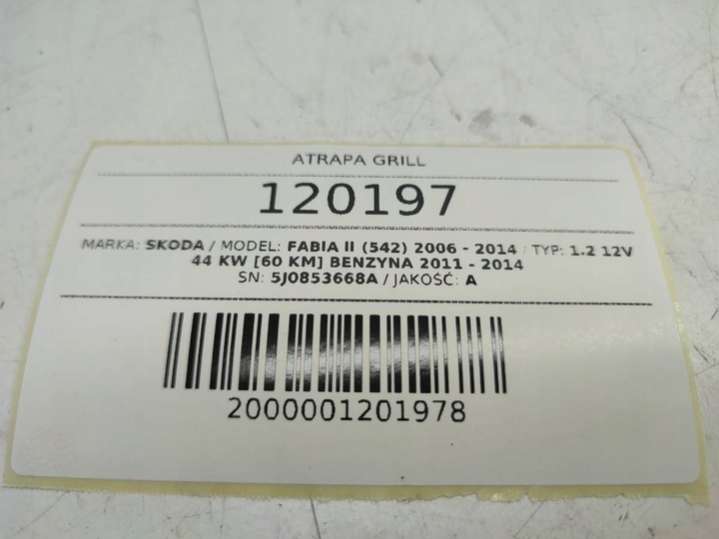 ATRAPA GRILL
120197
MARKA: SKODA / MODEL: FABIA II (542) 2006 - 2014 / TYP: 1.2 12V
44 KW [60 KM] BENZYNA 2011 - 2014
SN: 5J0853668A / JAKOŚĆ: A
2000001201978